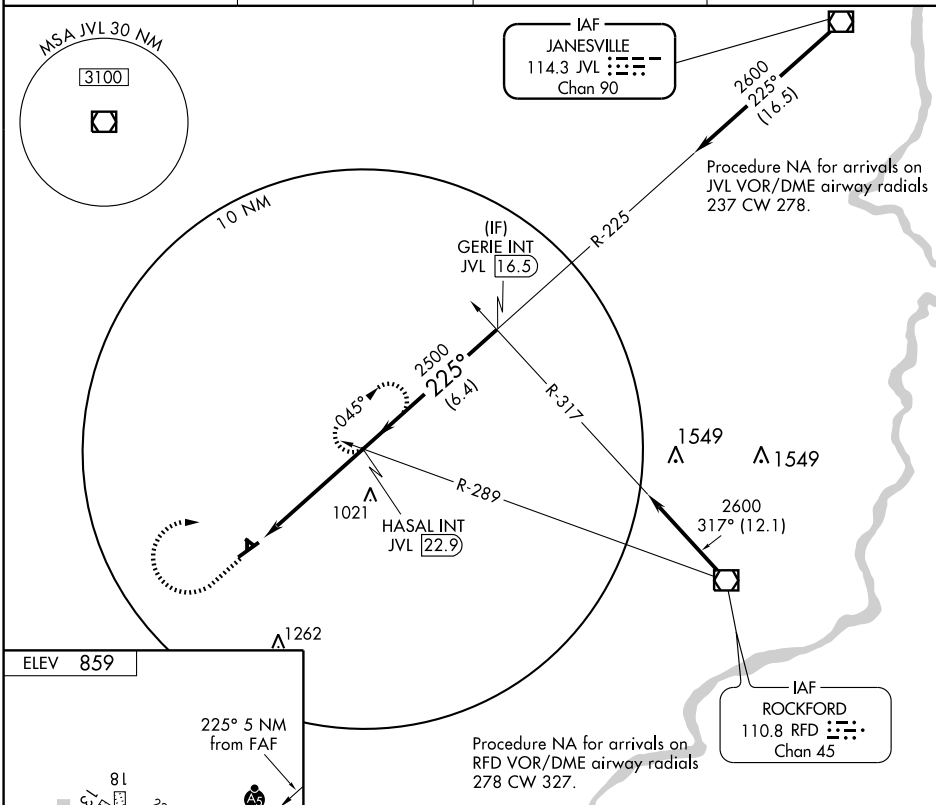 MSA JVL 30 NM
3100
IAF
JANESVILLE
114.3 JVL
Chan 90
2600
225°
(16.5)
Procedure NA for arrivals on
JVL VOR/DME airway radials
237 CW 278.
10 NM
(IF)
GERIE INT
JVL 16.5
R-225
2500
225°
(6.4)
045°
R-317
1549
1549
R-289
1021
HASAL INT
JVL 22.9
2600
317° (12.1)
1262
ELEV 859
225° 5 NM
from FAF
18
A5
IAF
ROCKFORD
110.8 RFD
Chan 45
Procedure NA for arrivals on
RFD VOR/DME airway radials
278 CW 327.